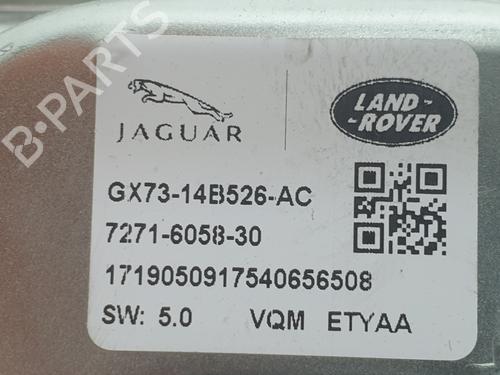 B-PARTS
JAGUAR
LAND-
-ROVER
GX73-14B526-AC
7271-6058-30
1719050917540656508
SW: 5.0 VQM ETYAA